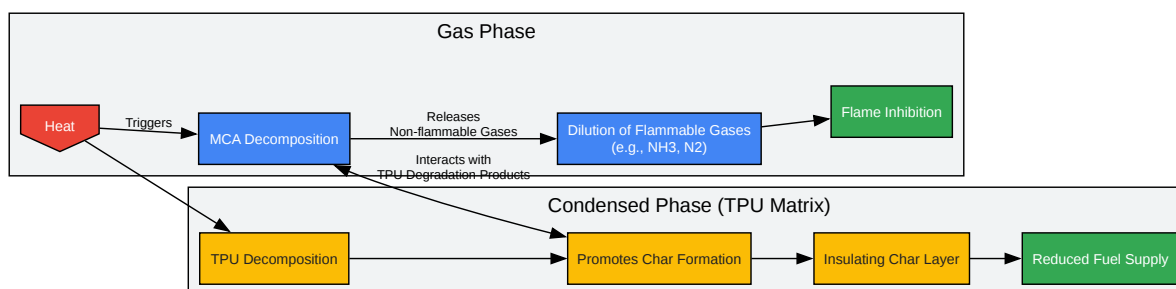 Gas Phase
Heat
Triggers
MCA Decomposition
Releases
Non-flammable Gases
Dilution of Flammable Gases
(e.g., NH3, N2)
Flame Inhibition
Interacts with
TPU Degradation Products
Condensed Phase (TPU Matrix)
TPU Decomposition
Promotes Char Formation
Insulating Char Layer
Reduced Fuel Supply